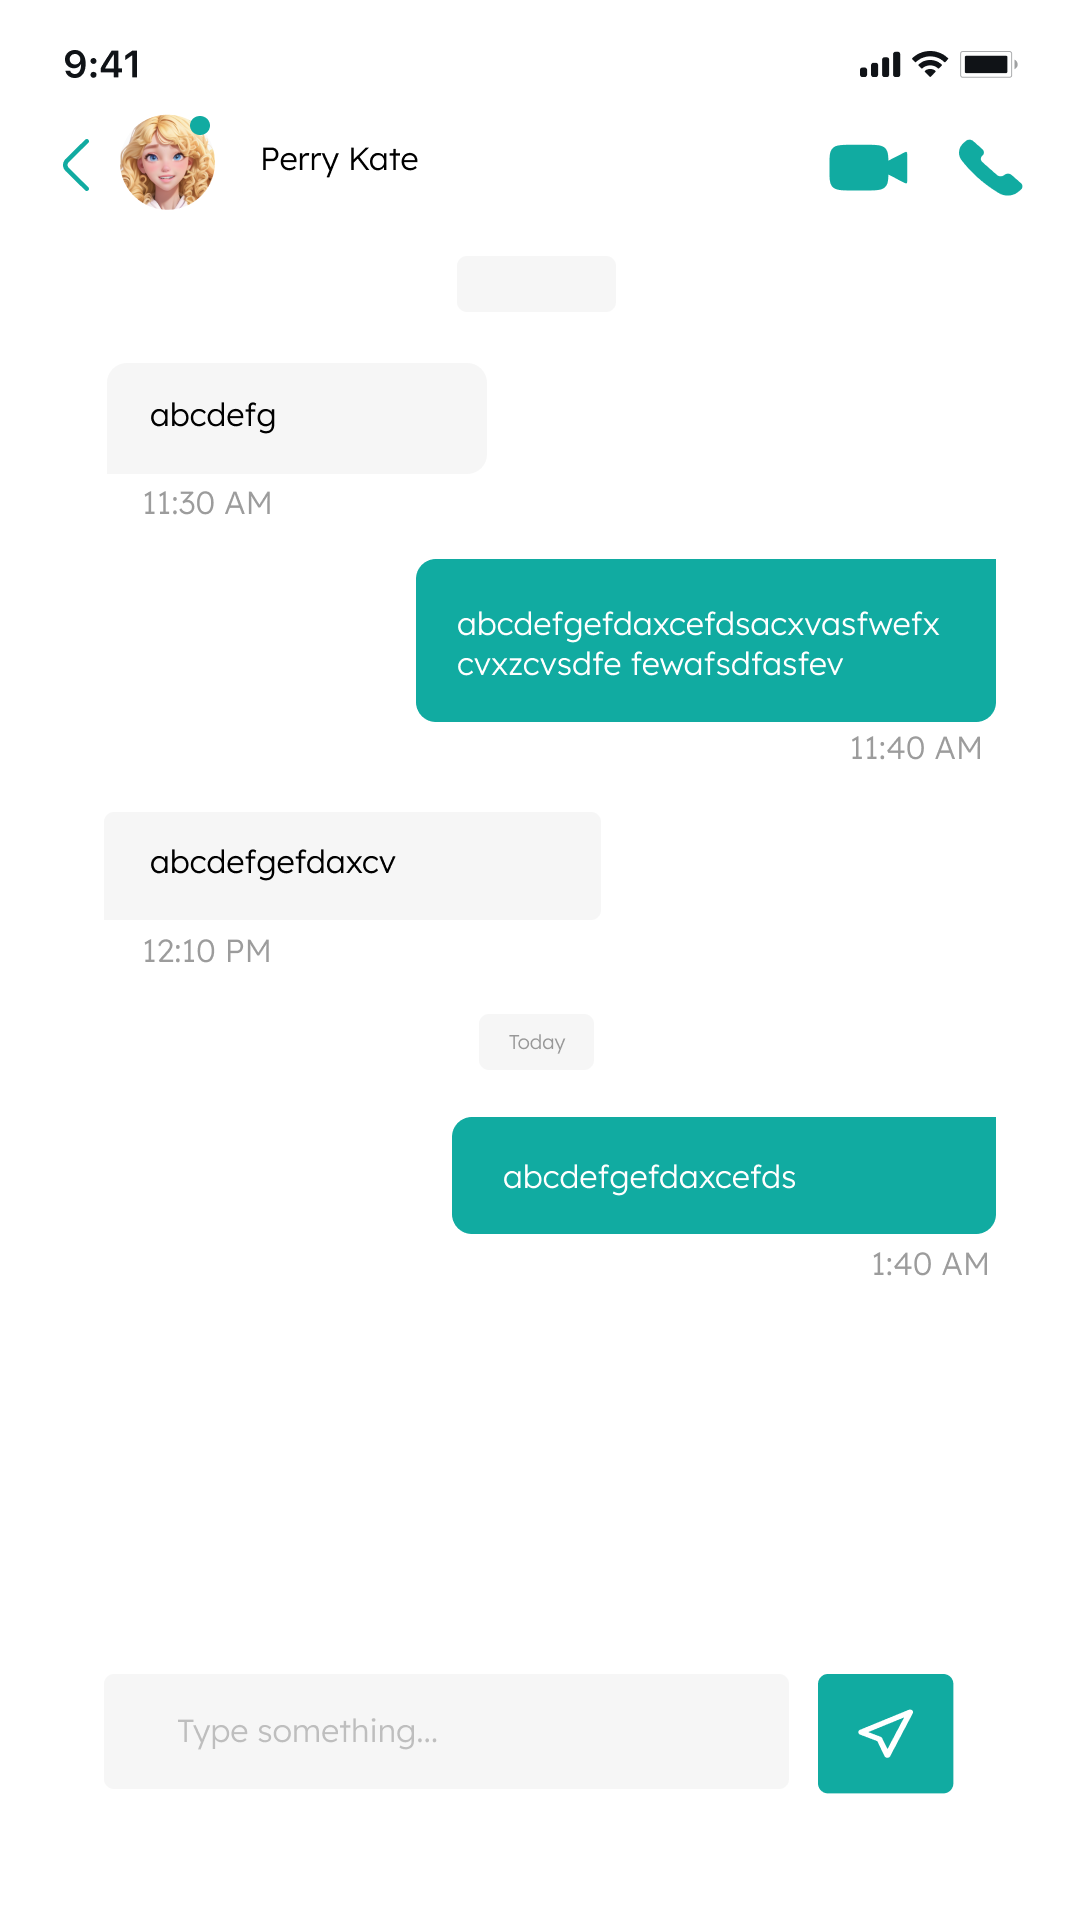 9:41
Perry Kate
abcdefg
11:30 AM
abcdefgefdaxcefdsacxvasfwefx
cvxzcvsdfe fewafsdfasfev
11:40 AM
abcdefgefdaxcv
12:10 PM
Today
abcdefgefdaxcefds
1:40 AM
Type something...